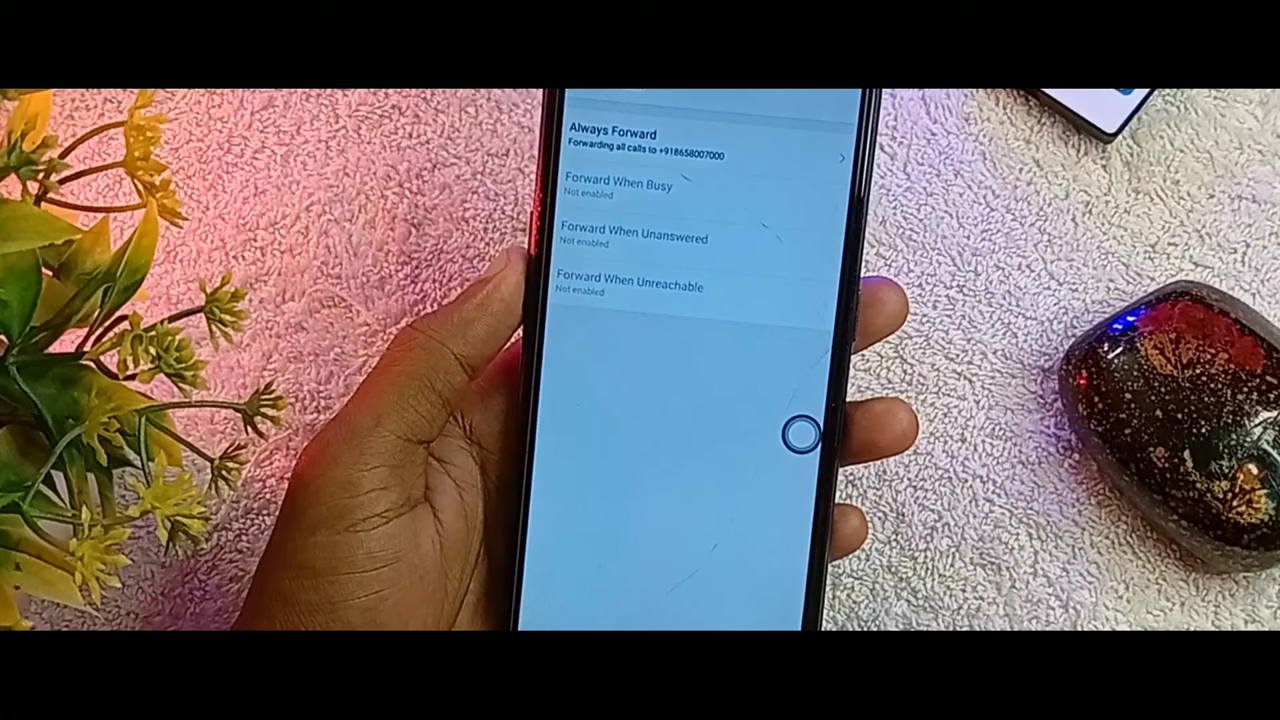 Always Forward
Forwarding all calls to +918658007000
Forward When Busy
Not enabled
Forward When Unanswered
Not enabled
Forward When Unreachable
Not enabled